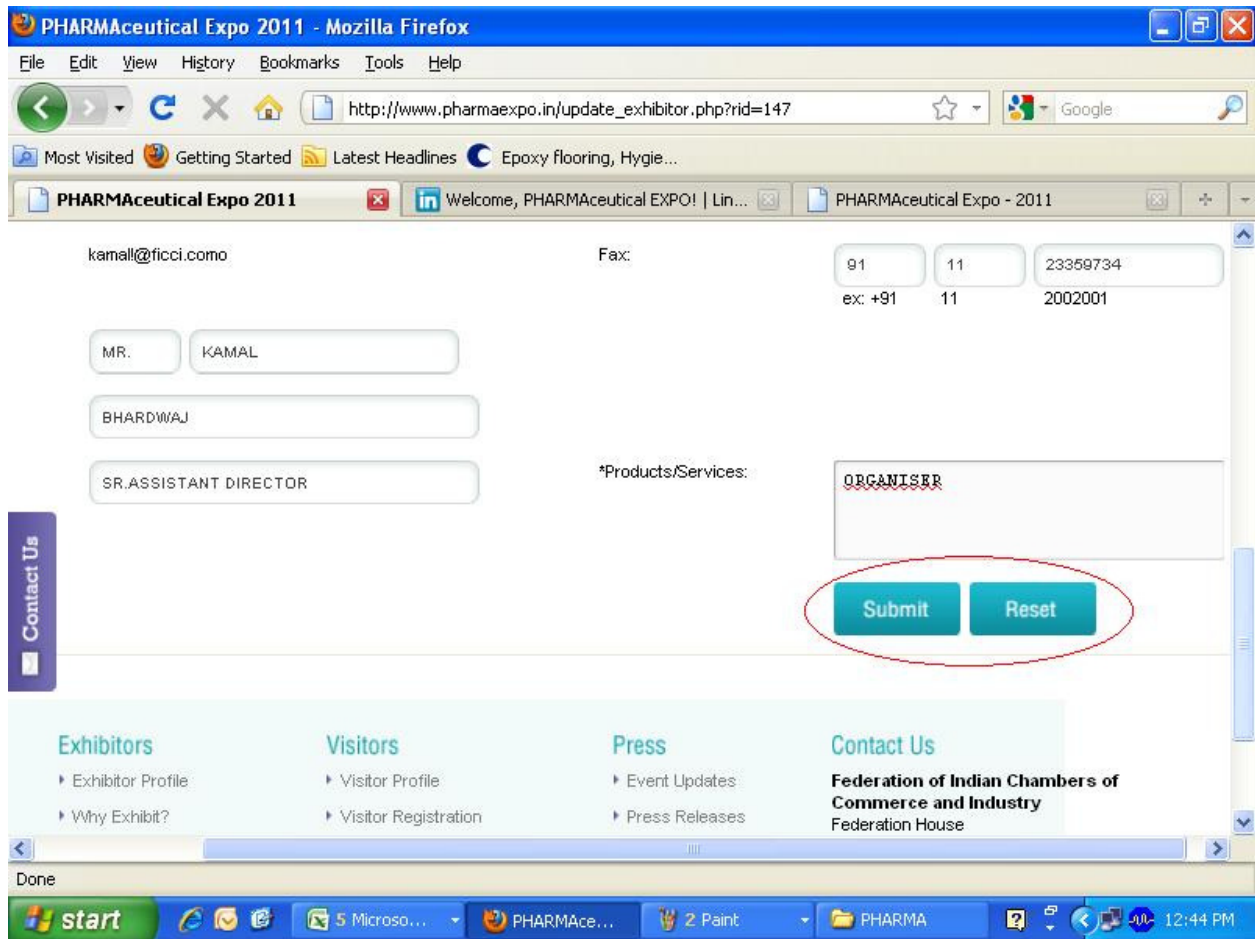 PHARMAceutical Expo 2011 - Mozilla Firefox
File Edit View History Bookmarks Tools Help
http://www.pharmaexpo.in/update_exhibitor.php?rid=147 Google
Most Visited Getting Started Latest Headlines Epoxy flooring, Hygie...
PHARMAceutical Expo 2011 Welcome, PHARMAceutical EXPO! | Lin... PHARMAceutical Expo - 2011
kamall@ficci.como Fax: 91 11 23359734
ex: +91 11 2002001
MR. KAMAL
BHARDWAJ
SR.ASSISTANT DIRECTOR *Products/Services: ORGANISER
Contact Us
Submit Reset
Exhibitors Visitors Press Contact Us
Exhibitor Profile Visitor Profile Event Updates Federation of Indian Chambers of
Commerce and Industry
Why Exhibit? Visitor Registration Press Releases Federation House
Done
start 5 Microso... PHARMAce... 2 Paint PHARMA 12:44 PM